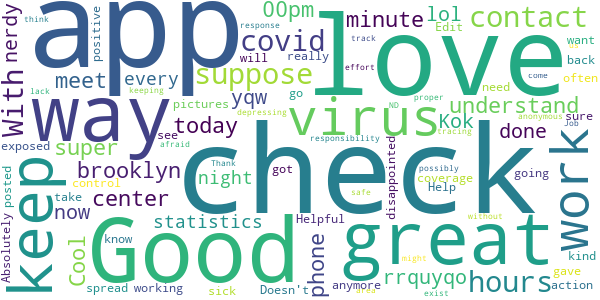 think
response
positive
nerdy
With
app
00pm
covid
minute
lol
contact
Edit
track
will
really
effort
love
want
so
back
often
meet
every
suppose
lack
keeping
pictures
yqw
go
need
way
virus
understand
exposed
today
see
depressing
ND
proper
anonymous
sure
Kok
tracing
done
Job
super
afraid
responsibility
come
check
brooklyn
Thank
got
possibly
going
control
night
coverage
disappointed
Help
work
keep
take
center
safe
without
posted
now
statistics
Helpful
great
Absolutely
Cool
Good
know
phone
might
kind
rrquyqo
gave
hours
Doesn't
anymore
action
spread
working
sick
area
exist